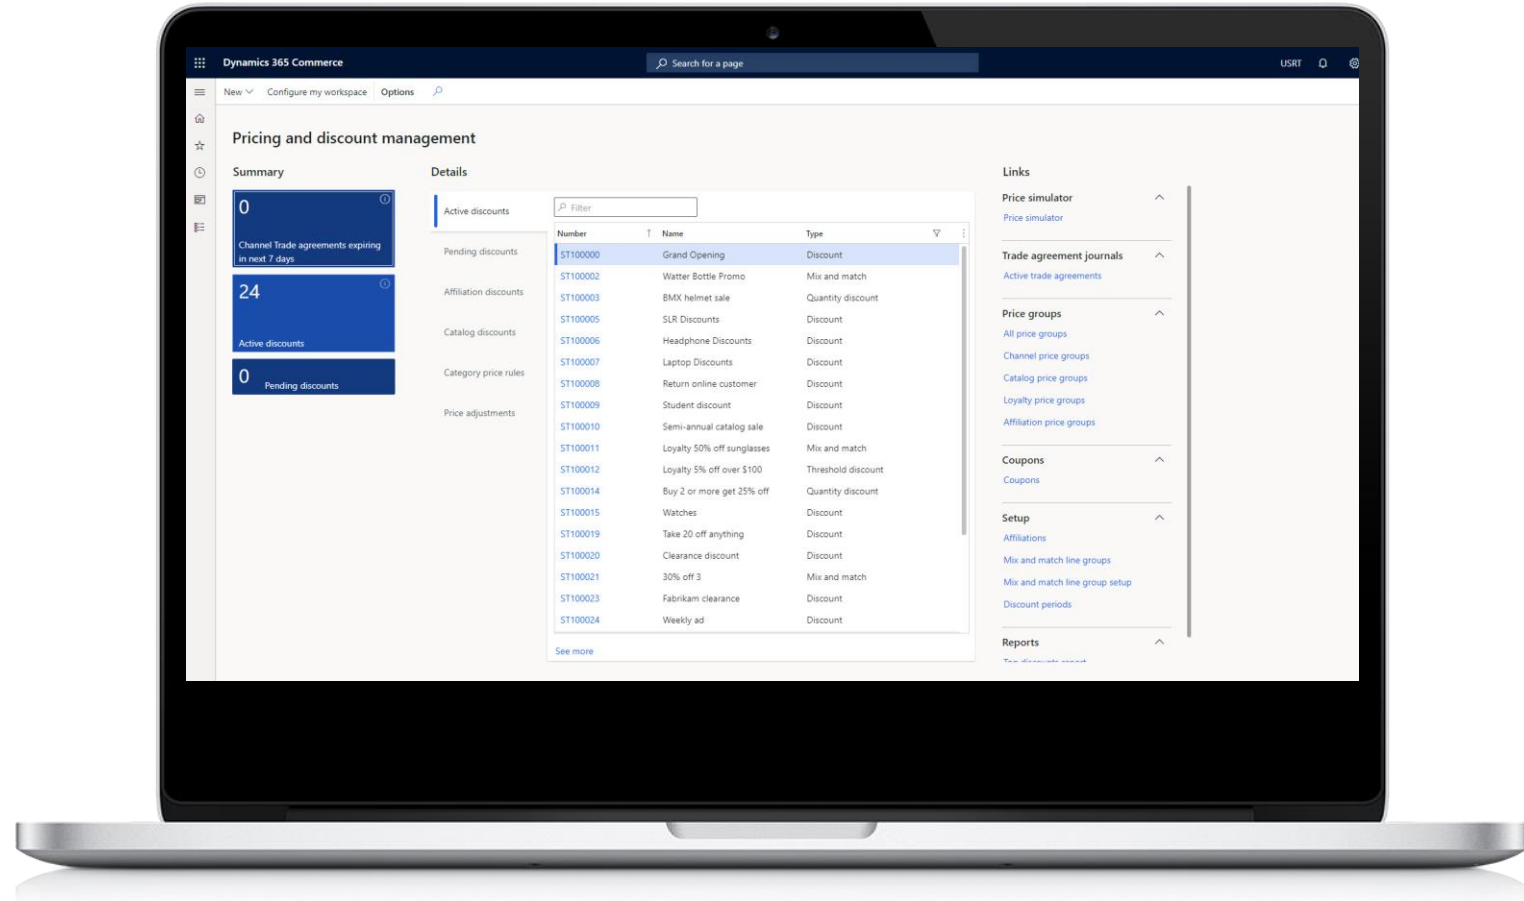 Dynamics 365 Commerce
Search for a page
USRT
New
Configure my workspace
Options
Pricing and discount management
Summary
0
Channel Trade agreements expiring
in next 7 days
24
Active discounts
0
Pending discounts
Details
Active discounts
Pending discounts
Affiliation discounts
Catalog discounts
Category price rules
Price adjustments
Filter
Number Name Type
ST100000 Grand Opening Discount
ST100002 Watter Bottle Promo Mix and match
ST100003 BMX helmet sale Quantity discount
ST100005 SLR Discounts Discount
ST100006 Headphone Discounts Discount
ST100007 Laptop Discounts Discount
ST100008 Return online customer Discount
ST100009 Student discount Discount
ST100010 Semi-annual catalog sale Discount
ST100011 Loyalty 50% off sunglasses Mix and match
ST100012 Loyalty 5% off over $100 Threshold discount
ST100014 Buy 2 or more get 25% off Quantity discount
ST100015 Watches Discount
ST100019 Take 20 off anything Discount
ST100020 Clearance discount Discount
ST100021 30% off 3 Mix and match
ST100023 Fabrikam clearance Discount
ST100024 Weekly ad Discount
See more
Links
Price simulator
Price simulator
Trade agreement journals
Active trade agreements
Price groups
All price groups
Channel price groups
Catalog price groups
Loyalty price groups
Affiliation price groups
Coupons
Coupons
Setup
Affiliations
Mix and match line groups
Mix and match line group setup
Discount periods
Reports
Top discounts report